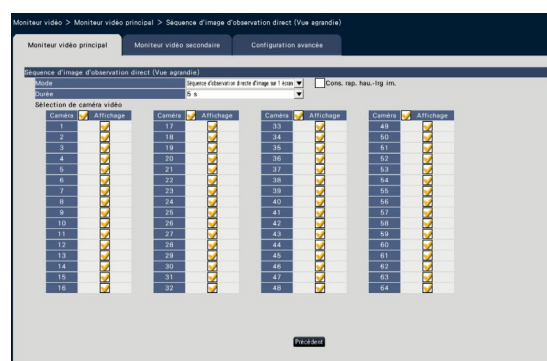 Moniteur vidéo > Moniteur vidéo principal > Séquence d'image d'observation direct (Vue agrandie)
Moniteur vidéo principal Moniteur vidéo secondaire Configuration avancée
Séquence d'image d'observation direct (Vue agrandie)
Mode Séquence d'observation directe d'image sur 1 écran Cons. rap. hau.-lrg im.
Durée 5 s
Sélection de caméra vidéo
Caméra Affichage Caméra Affichage Caméra Affichage Caméra Affichage
1 17 33 49
2 18 34 50
3 19 35 51
4 20 36 52
5 21 37 53
6 22 38 54
7 23 39 55
8 24 40 56
9 25 41 57
10 26 42 58
11 27 43 59
12 28 44 60
13 29 45 61
14 30 46 62
15 31 47 63
16 32 48 64
Précédent